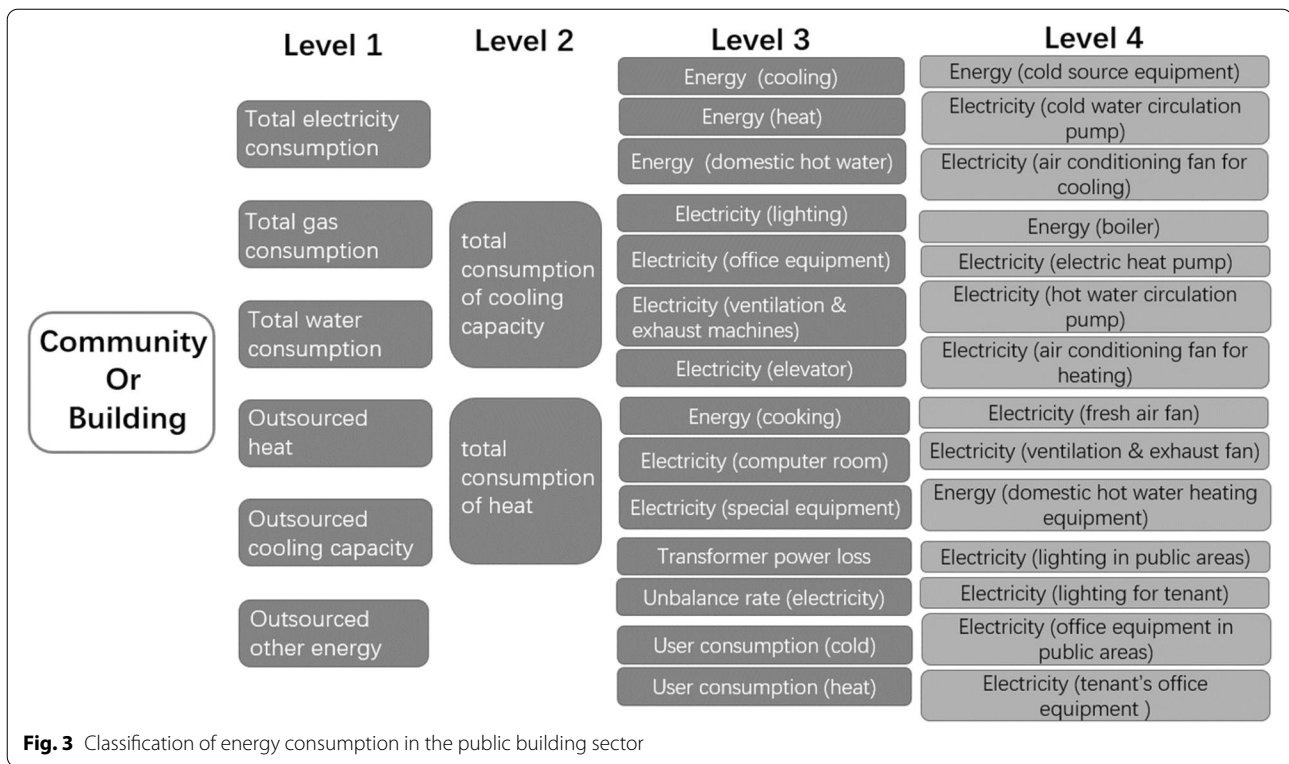 Level 1
Level 2
Level 3
Level 4
Community
Or
Building
Total electricity
consumption
Total gas
consumption
Total water
consumption
Outsourced
heat
Outsourced
cooling capacity
Outsourced
other energy
total
consumption
of cooling
capacity
total
consumption
of heat
Energy (cooling)
Energy (heat)
Energy (domestic hot water)
Electricity (lighting)
Electricity (office equipment)
Electricity (ventilation &
exhaust machines)
Electricity (elevator)
Energy (cooking)
Electricity (computer room)
Electricity (special equipment)
Transformer power loss
Unbalance rate (electricity)
User consumption (cold)
User consumption (heat)
Energy (cold source equipment)
Electricity (cold water circulation
pump)
Electricity (air conditioning fan for
cooling)
Energy (boiler)
Electricity (electric heat pump)
Electricity (hot water circulation
pump)
Electricity (air conditioning fan for
heating)
Electricity (fresh air fan)
Electricity (ventilation & exhaust fan)
Energy (domestic hot water heating
equipment)
Electricity (lighting in public areas)
Electricity (lighting for tenant)
Electricity (office equipment in
public areas)
Electricity (tenant's office
equipment )
Fig. 3 Classification of energy consumption in the public building sector